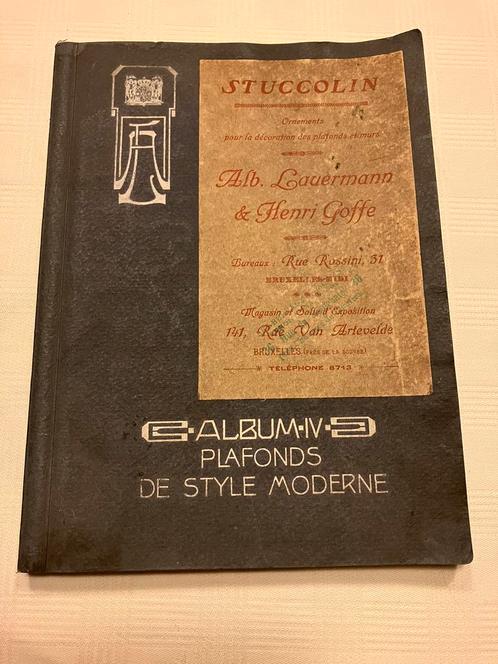 STUCCOLIN
Ornements
pour la décoration des plafonds et murs
Alb. Lauermann
& Henri Goffe
Bureaux : Rue Rossini, 31
BRUXELLES-MIDI
Magasin et Salle d'Exposition
141, Rue Van Artevelde
BRUXELLES (PRÈS DE LA BOURSE)
TÉLÉPHONE 8713
ALBUM·IV
PLAFONDS
DE STYLE MODERNE